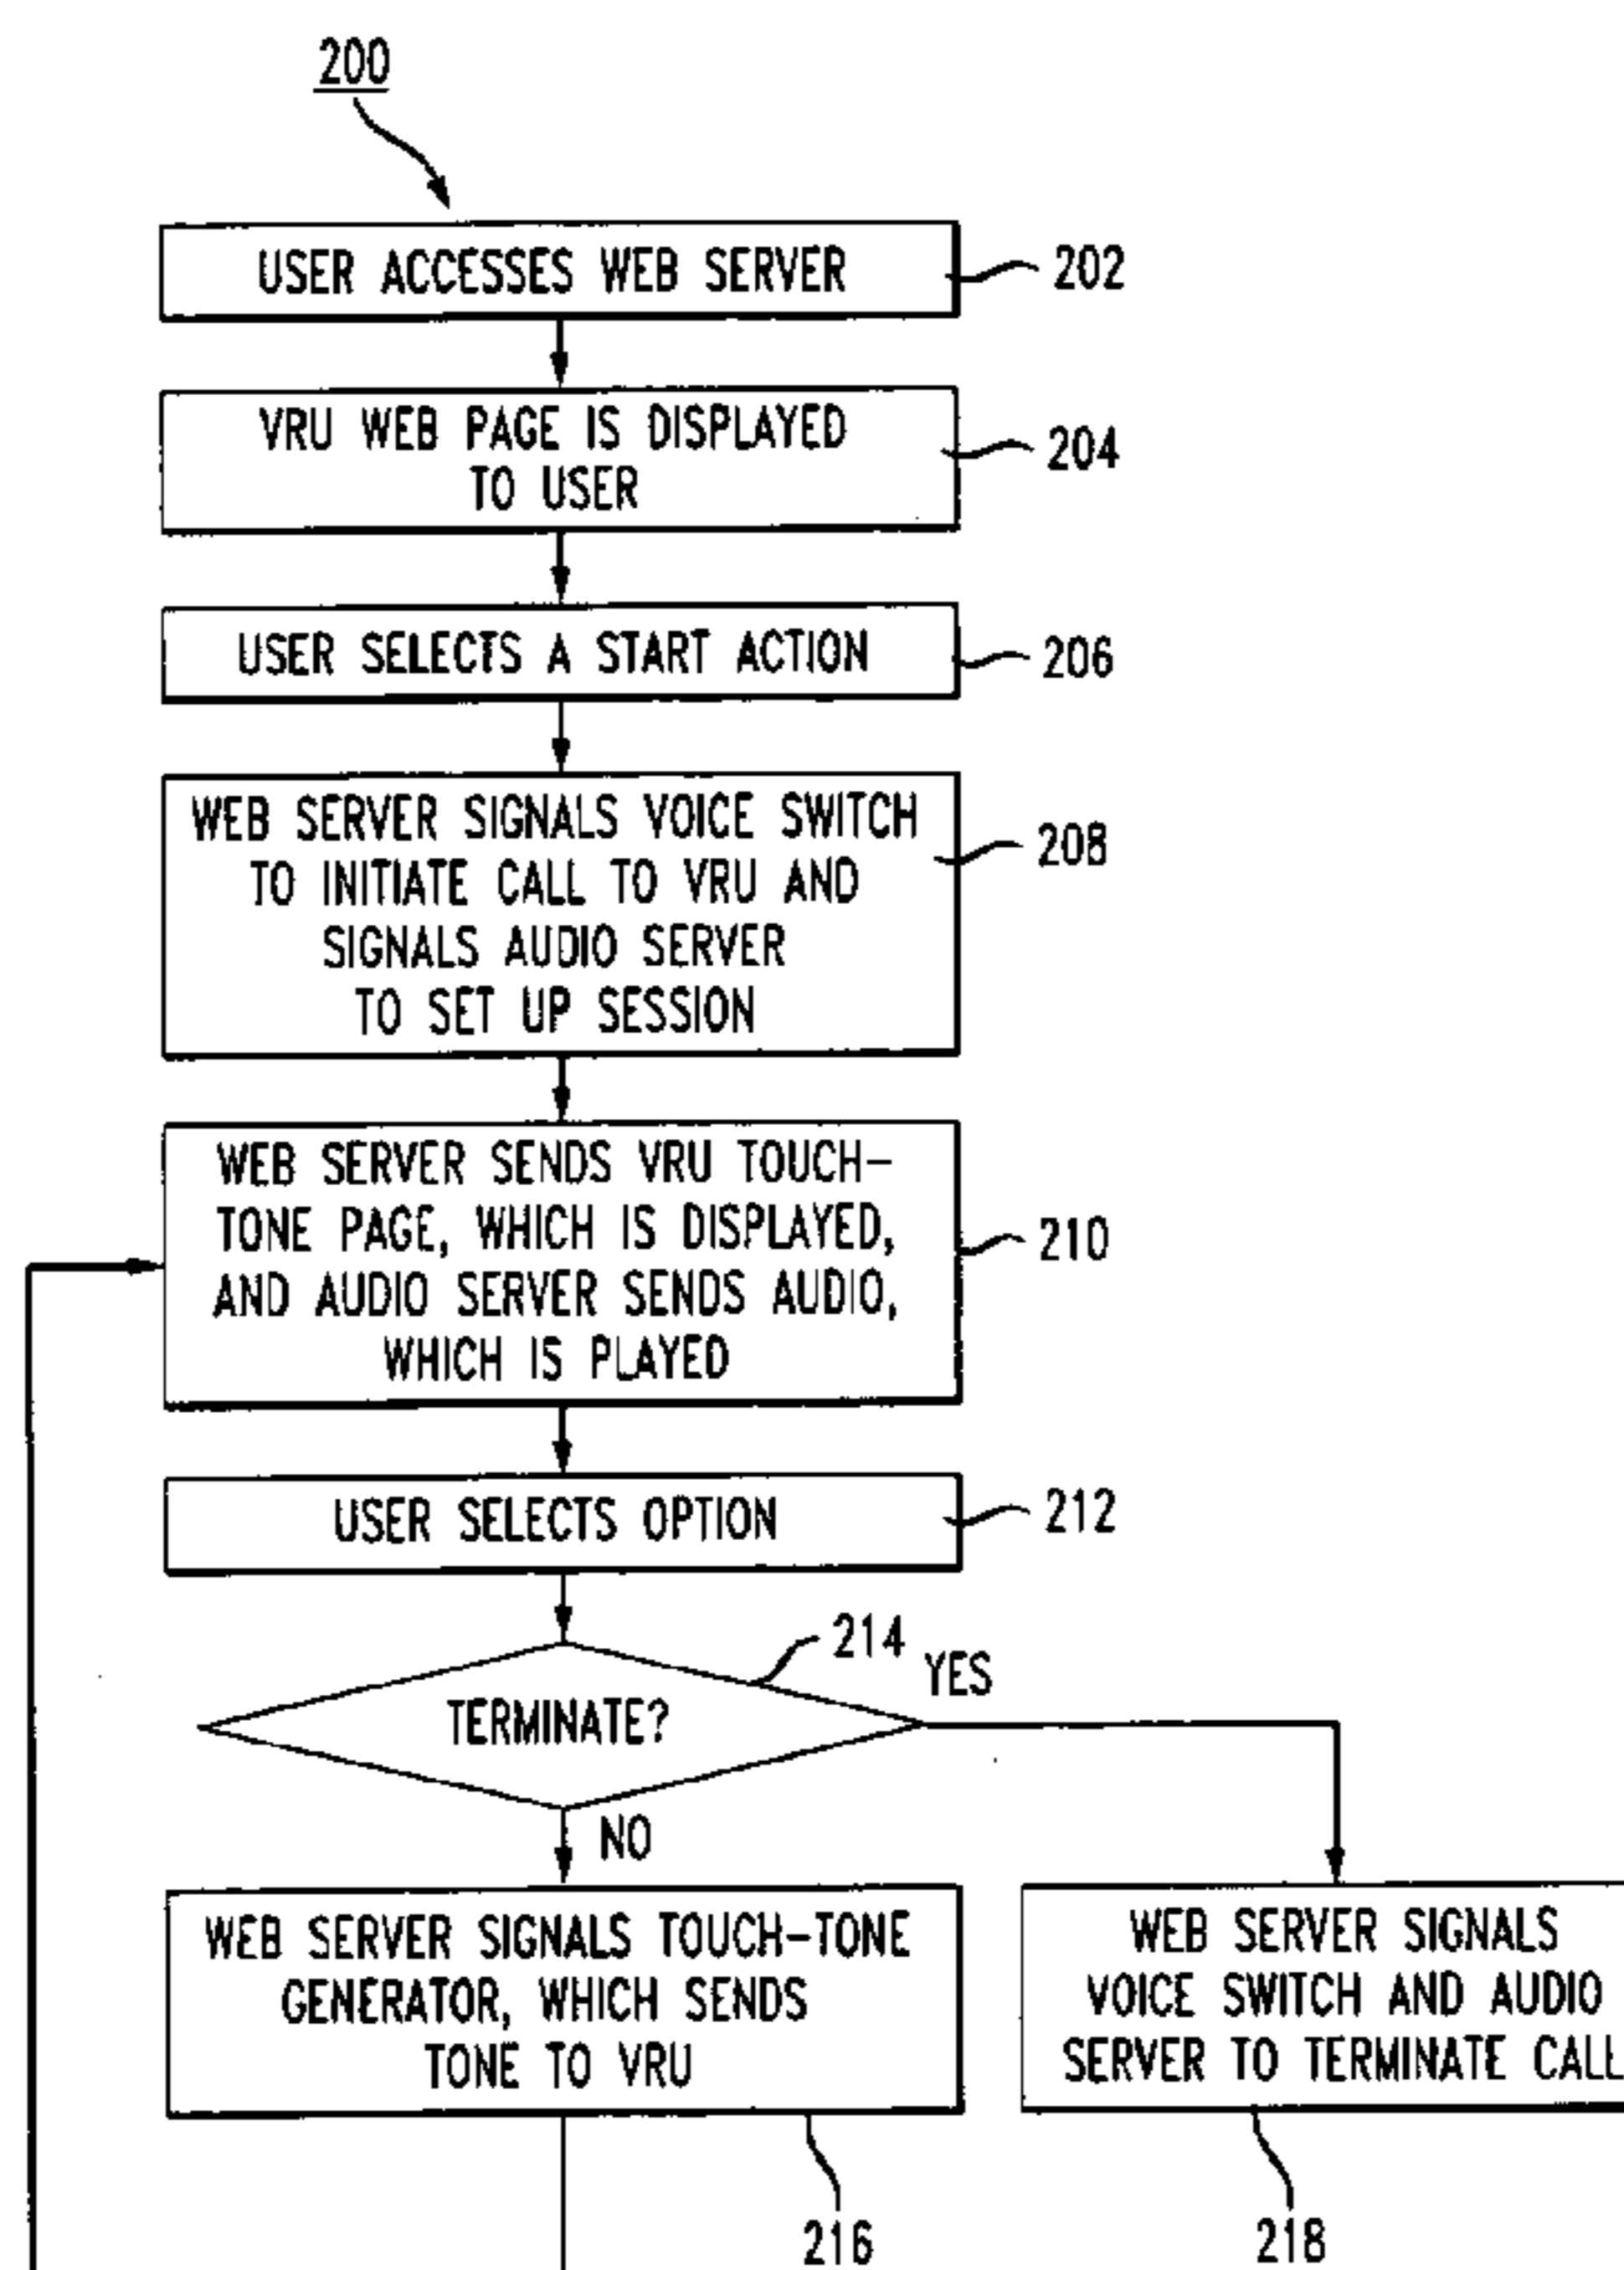 200
USER ACCESSES WEB SERVER
202
VRU WEB PAGE IS DISPLAYED
TO USER
204
USER SELECTS A START ACTION
206
WEB SERVER SIGNALS VOICE SWITCH
TO INITIATE CALL TO VRU AND
SIGNALS AUDIO SERVER
TO SET UP SESSION
208
WEB SERVER SENDS VRU TOUCH-
TONE PAGE, WHICH IS DISPLAYED,
AND AUDIO SERVER SENDS AUDIO,
WHICH IS PLAYED
210
USER SELECTS OPTION
212
214
YES
TERMINATE?
NO
WEB SERVER SIGNALS TOUCH-TONE
GENERATOR, WHICH SENDS
TONE TO VRU
216
WEB SERVER SIGNALS
VOICE SWITCH AND AUDIO
SERVER TO TERMINATE CALL
218